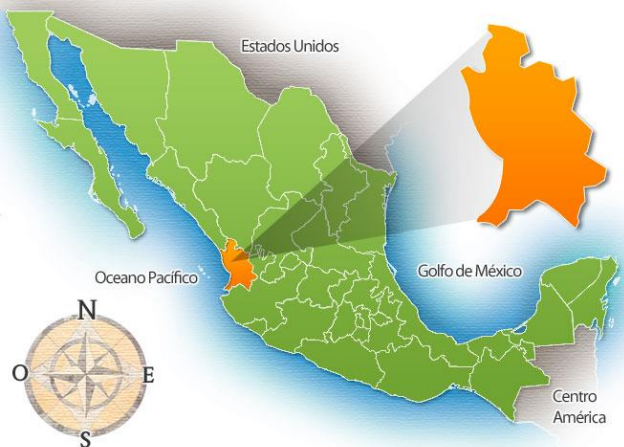 Estados Unidos
Oceano Pacífico
Golfo de México
N
O
E
S
Centro
América